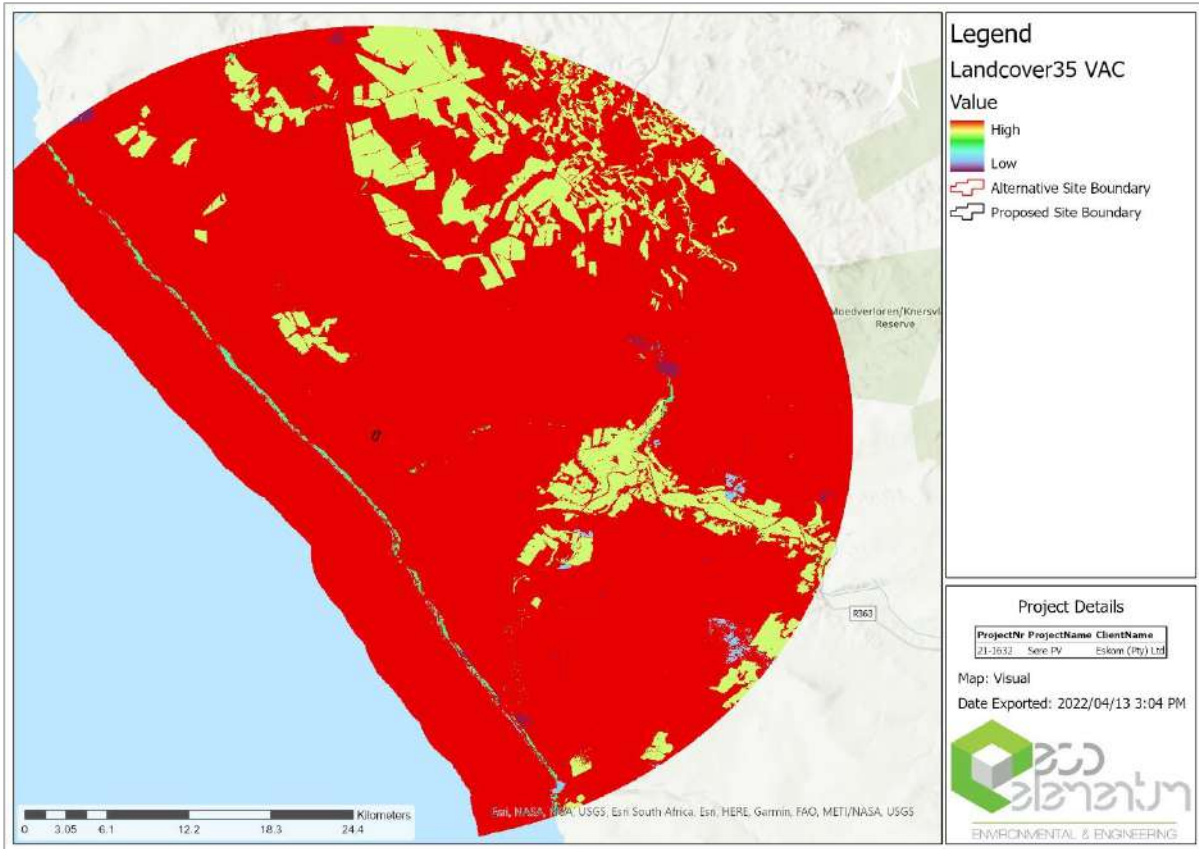 Moedverloren/Knersvl
Reserve
R363
Kilometers
0 3.05 6.1 12.2 18.3 24.4
Esri, NASA, NGA, USGS, Esri South Africa, Esri, HERE, Garmin, FAO, METI/NASA, USGS
Legend
Landcover35 VAC
Value
High
Low
Alternative Site Boundary
Proposed Site Boundary
Project Details
ProjectNr ProjectName ClientName
21-1632 Sere PV Eskom (Pty) Ltd
Map: Visual
Date Exported: 2022/04/13 3:04 PM
eco
elementum
ENVIRONMENTAL & ENGINEERING